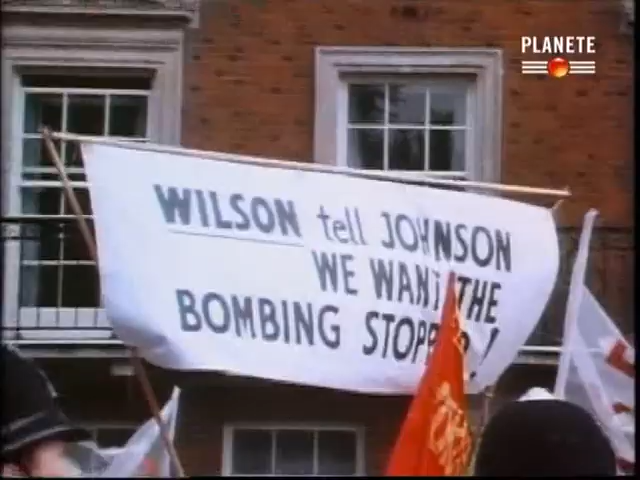 PLANETE
WILSON tell JOHNSON
WE WANT THE
BOMBING STOPPED!